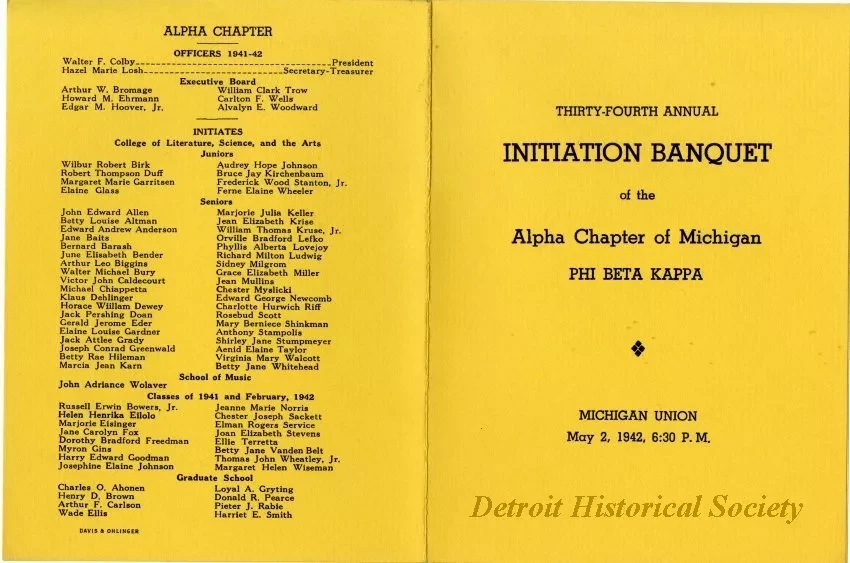 ALPHA CHAPTER
OFFICERS 1941-42
Walter F. Colby President
Hazel Marie Losh Secretary-Treasurer
Executive Board
Arthur W. Bromage William Clark Trow
Howard M. Ehrmann Carlton F. Wells
Edgar M. Hoover, Jr. Alvalyn E. Woodward
INITIATES
College of Literature, Science, and the Arts
Juniors
Wilbur Robert Birk Audrey Hope Johnson
Robert Thompson Duff Bruce Jay Kirchenbaum
Margaret Marie Garritsen Frederick Wood Stanton, Jr.
Elaine Glass Ferne Elaine Wheeler
Seniors
John Edward Allen Marjorie Julia Keller
Betty Louise Altman Jean Elizabeth Krise
Edward Andrew Anderson William Thomas Kruse, Jr.
Jane Baits Orville Bradford Lefko
Bernard Barash Phyllis Alberta Lovejoy
June Elisabeth Bender Richard Milton Ludwig
Arthur Leo Biggins Sidney Milgrom
Walter Michael Bury Grace Elizabeth Miller
Victor John Caldecourt Jean Mullins
Michael Chiappetta Chester Myslicki
Klaus Dehlinger Edward George Newcomb
Horace Wiilliam Dewey Charlotte Hurwich Riff
Jack Pershing Doan Rosebud Scott
Gerald Jerome Eder Mary Berniece Shinkman
Elaine Louise Gardner Anthony Stampolis
Jack Attlee Grady Shirley Jane Stumpmeyer
Joseph Conrad Greenwald Aenid Elaine Taylor
Betty Rae Hileman Virginia Mary Walcott
Marcia Jean Karn Betty Jane Whitehead
School of Music
John Adriance Wolaver
Classes of 1941 and February, 1942
Russell Erwin Bowers, Jr. Jeanne Marie Norris
Helen Henrika Ellolo Chester Joseph Sackett
Marjorie Eisinger Elman Rogers Service
Jane Carolyn Fox Joan Elizabeth Stevens
Dorothy Bradford Freedman Ellie Terretta
Myron Gins Betty Jane Vanden Belt
Harry Edward Goodman Thomas John Wheatley, Jr.
Josephine Elaine Johnson Margaret Helen Wiseman
Graduate School
Charles O. Ahonen Loyal A. Gryting
Henry D. Brown Donald R. Pearce
Arthur F. Carlson Pieter J. Rabie
Wade Ellis Harriet E. Smith
DAVIS & OHLINGER
THIRTY-FOURTH ANNUAL
INITIATION BANQUET
of the
Alpha Chapter of Michigan
PHI BETA KAPPA
MICHIGAN UNION
May 2, 1942, 6:30 P. M.
Detroit Historical Society